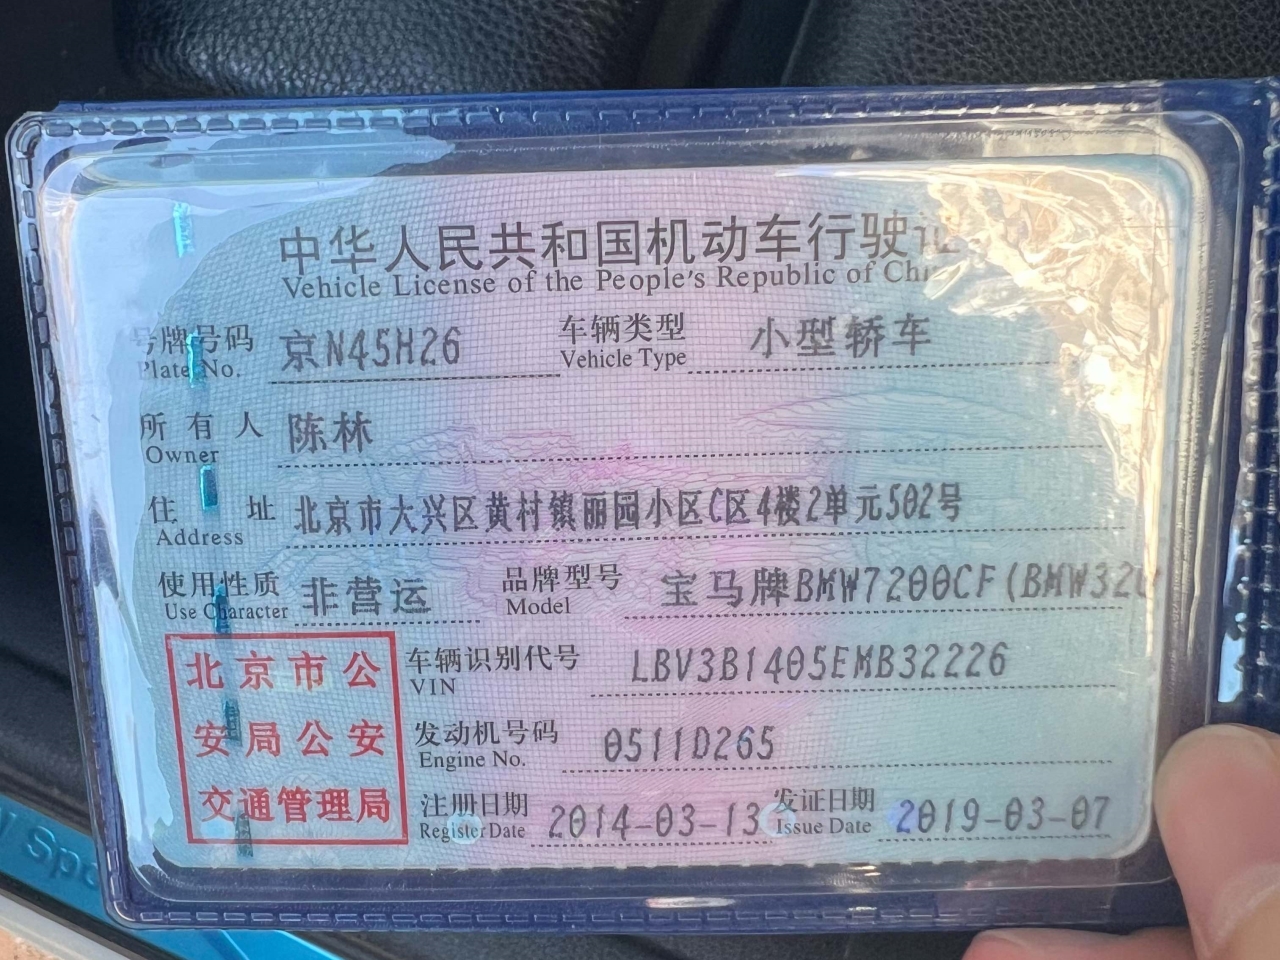 中华人民共和国机动车行驶证
Vehicle License of the People's Republic of Chi
号牌号码 京N45H26 车辆类型 小型轿车
Plate No. Vehicle Type
所有人 陈林
Owner
住址 北京市大兴区黄村镇丽园小区C区4楼2单元502号
Address
使用性质 非营运 品牌型号 宝马牌BMW7200CF(BMW320
Use Character Model
北京市公
安局公安
交通管理局
车辆识别代号 LBV3B1405EMB32226
VIN
发动机号码 0511D265
Engine No.
注册日期 2014-03-13 发证日期 2019-03-07
Register Date Issue Date